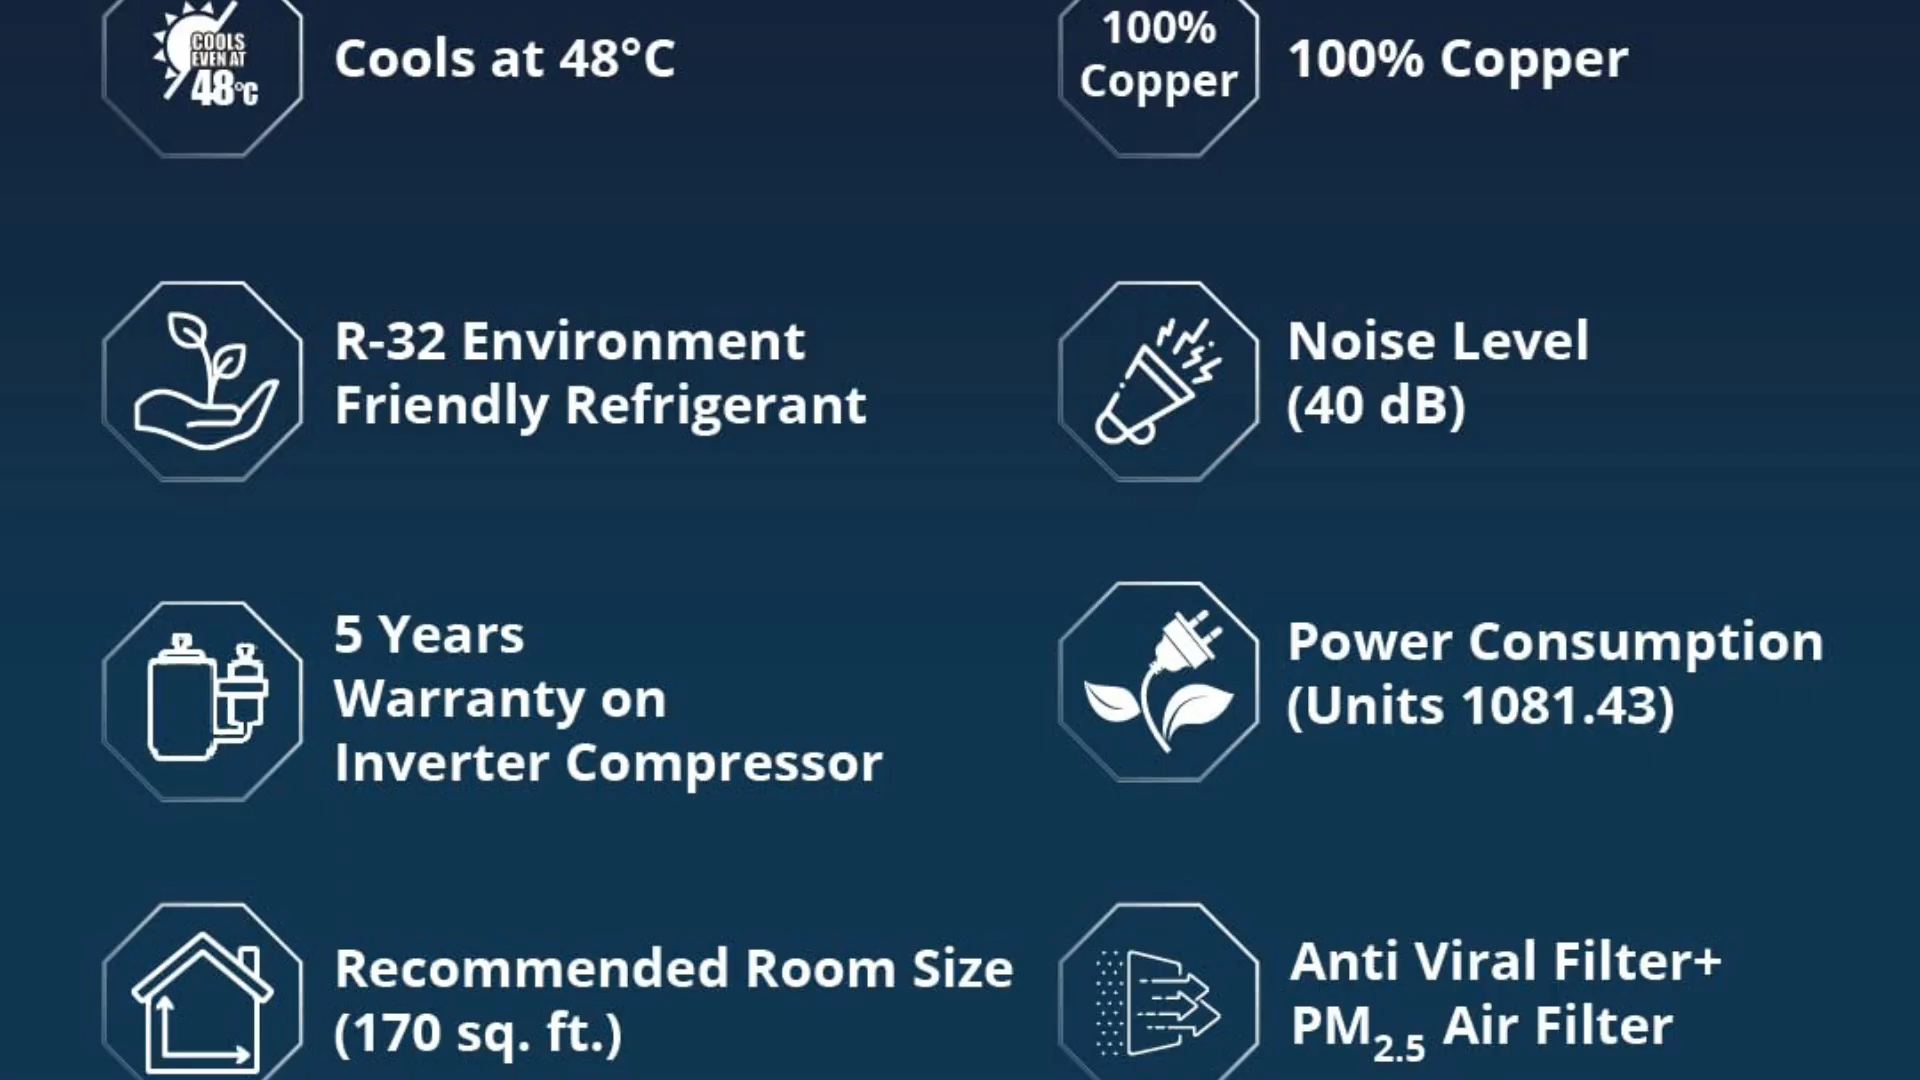 COOLS
EVEN AT
48°C
Cools at 48°C
100%
Copper
100% Copper
R-32 Environment
Friendly Refrigerant
Noise Level
(40 dB)
5 Years
Warranty on
Inverter Compressor
Power Consumption
(Units 1081.43)
Recommended Room Size
(170 sq. ft.)
Anti Viral Filter+
PM2.5 Air Filter